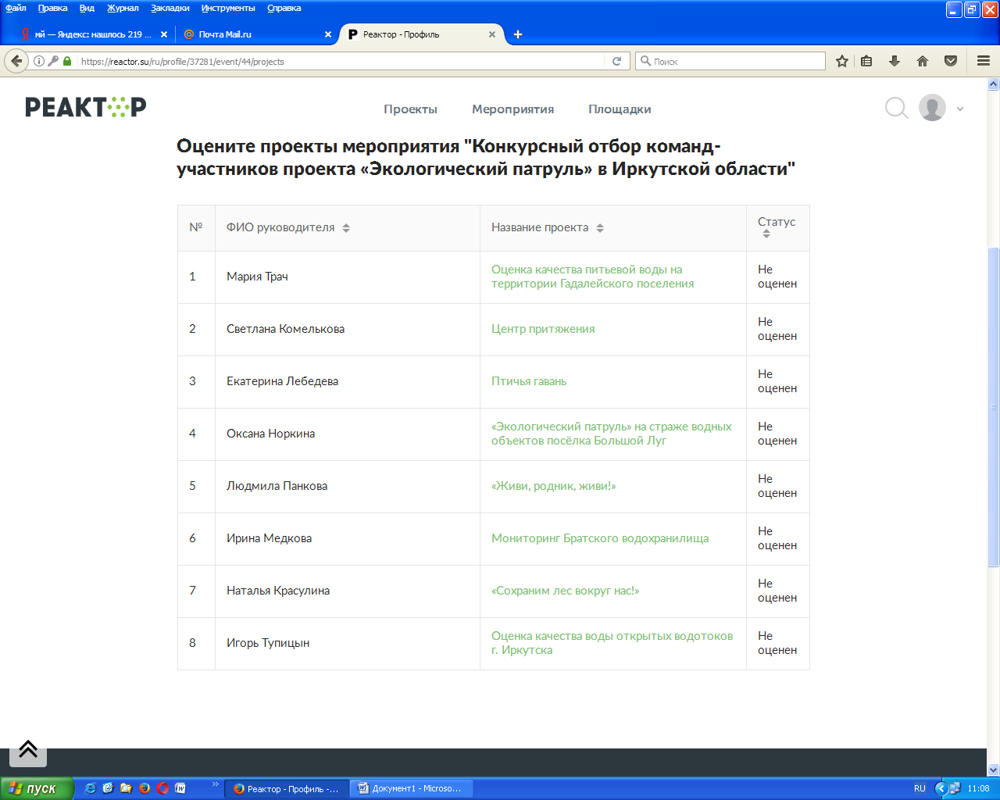 Файл Правка Вид Журнал Закладки Инструменты Справка
мй — Яндекс: нашлось 219 ...
Почта Mail.ru
Реактор - Профиль
https://reactor.su/ru/profile/37281/event/44/projects
Поиск
РЕАКТОР
Проекты Мероприятия Площадки
Оцените проекты мероприятия "Конкурсный отбор команд-
участников проекта «Экологический патруль» в Иркутской области"
№ ФИО руководителя Название проекта Статус
1 Мария Трач Оценка качества питьевой воды на
территории Гадалейского поселения
Не
оценен
2 Светлана Комелькова Центр притяжения
Не
оценен
3 Екатерина Лебедева Птичья гавань
Не
оценен
4 Оксана Норкина «Экологический патруль» на страже водных
объектов посёлка Большой Луг
Не
оценен
5 Людмила Панкова «Живи, родник, живи!»
Не
оценен
6 Ирина Медкова Мониторинг Братского водохранилища
Не
оценен
7 Наталья Красулина «Сохраним лес вокруг нас!»
Не
оценен
8 Игорь Тупицын Оценка качества воды открытых водотоков
г. Иркутска
Не
оценен
пуск
Реактор - Профиль -...
Документ1 - Microso...
RU
11:08